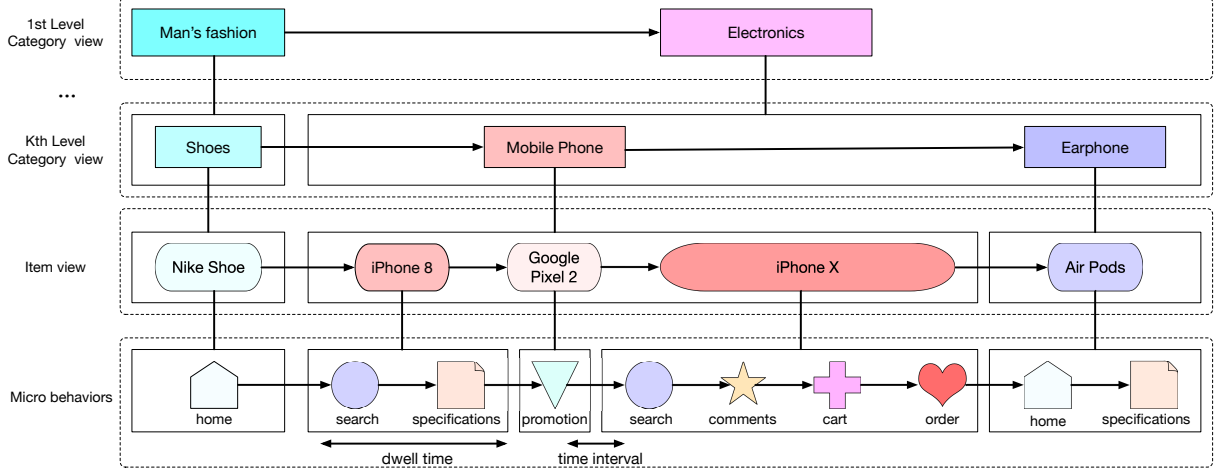 1st Level
Category view
Man's fashion
Electronics
...
Kth Level
Category view
Shoes
Mobile Phone
Earphone
Item view
Nike Shoe
iPhone 8
Google
Pixel 2
iPhone X
Air Pods
Micro behaviors
home
search
specifications
promotion
search
comments
cart
order
home
specifications
dwell time
time interval